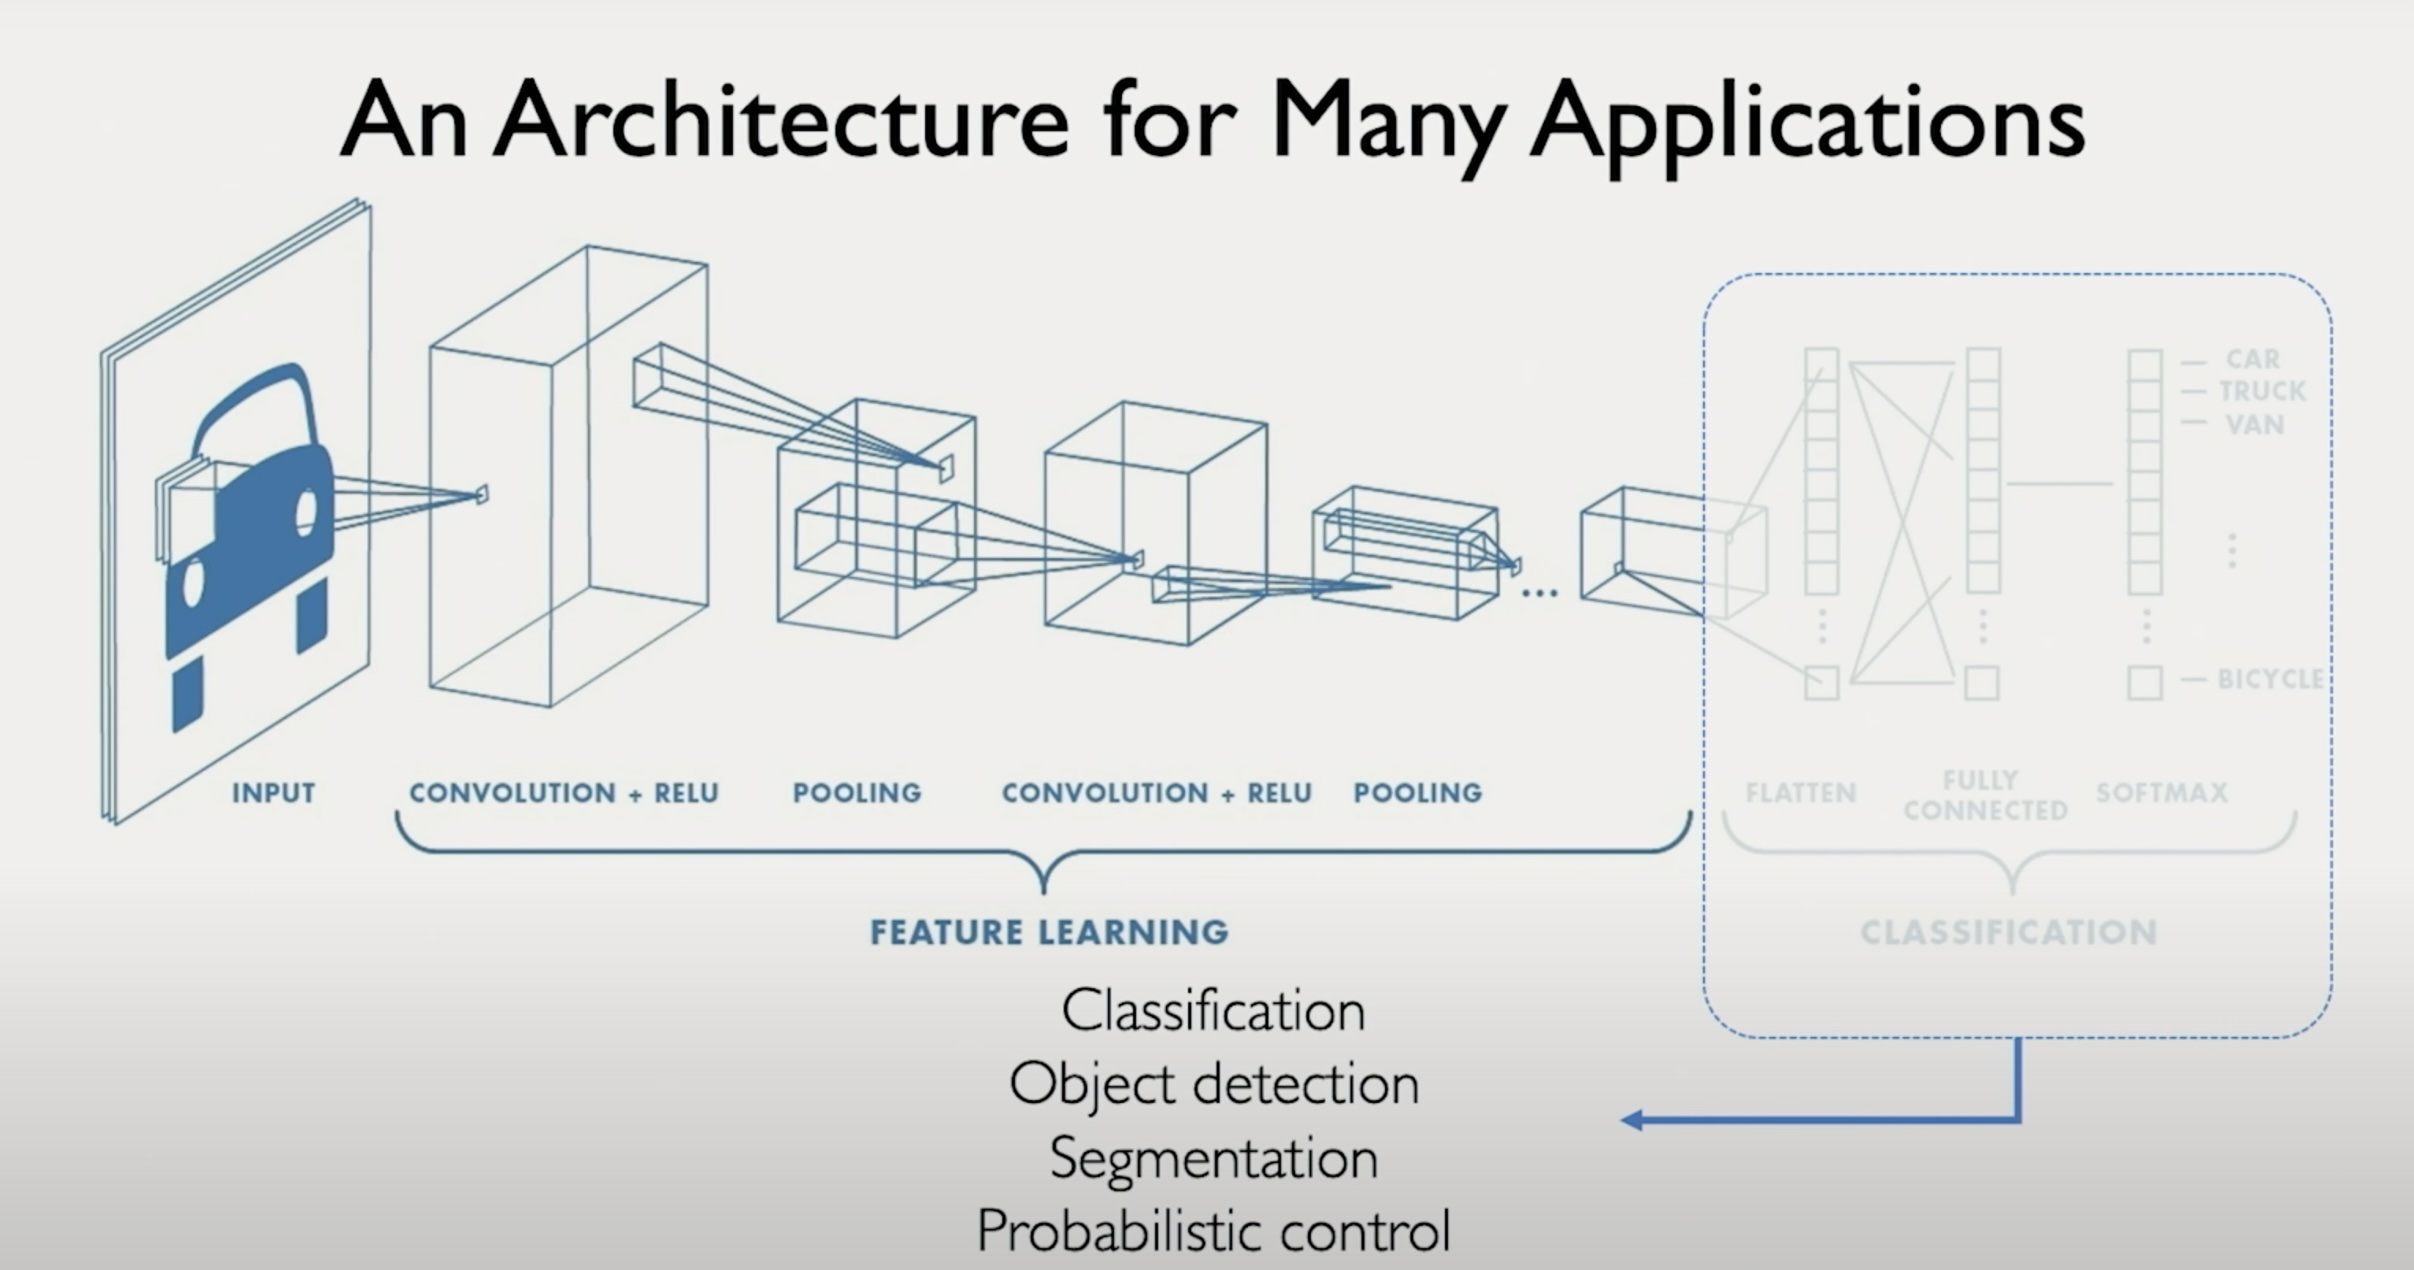 An Architecture for Many Applications
CAR
TRUCK
VAN
BICYCLE
INPUT
CONVOLUTION + RELU
POOLING
CONVOLUTION + RELU
POOLING
FLATTEN
FULLY
CONNECTED
SOFTMAX
FEATURE LEARNING
CLASSIFICATION
Classification
Object detection
Segmentation
Probabilistic control